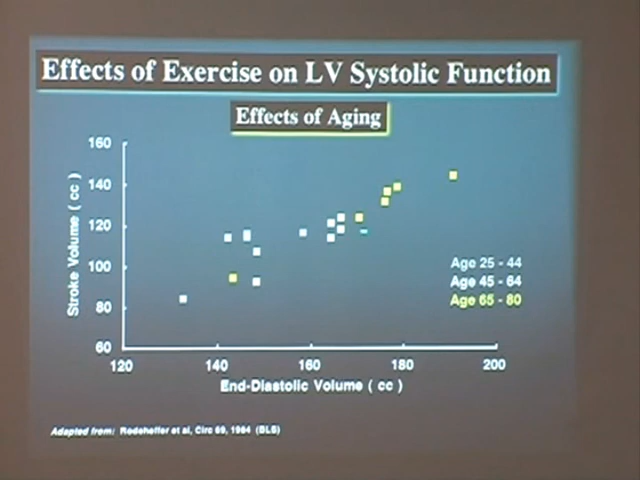 Effects of Exercise on LV Systolic Function
Effects of Aging
160
140
120
100
80
60
Stroke Volume ( cc )
120
140
160
180
200
End-Diastolic Volume ( cc )
Age 25 - 44
Age 45 - 64
Age 65 - 80
Adapted from: Rodeheffer et al, Circ 69, 1984 (BLS)